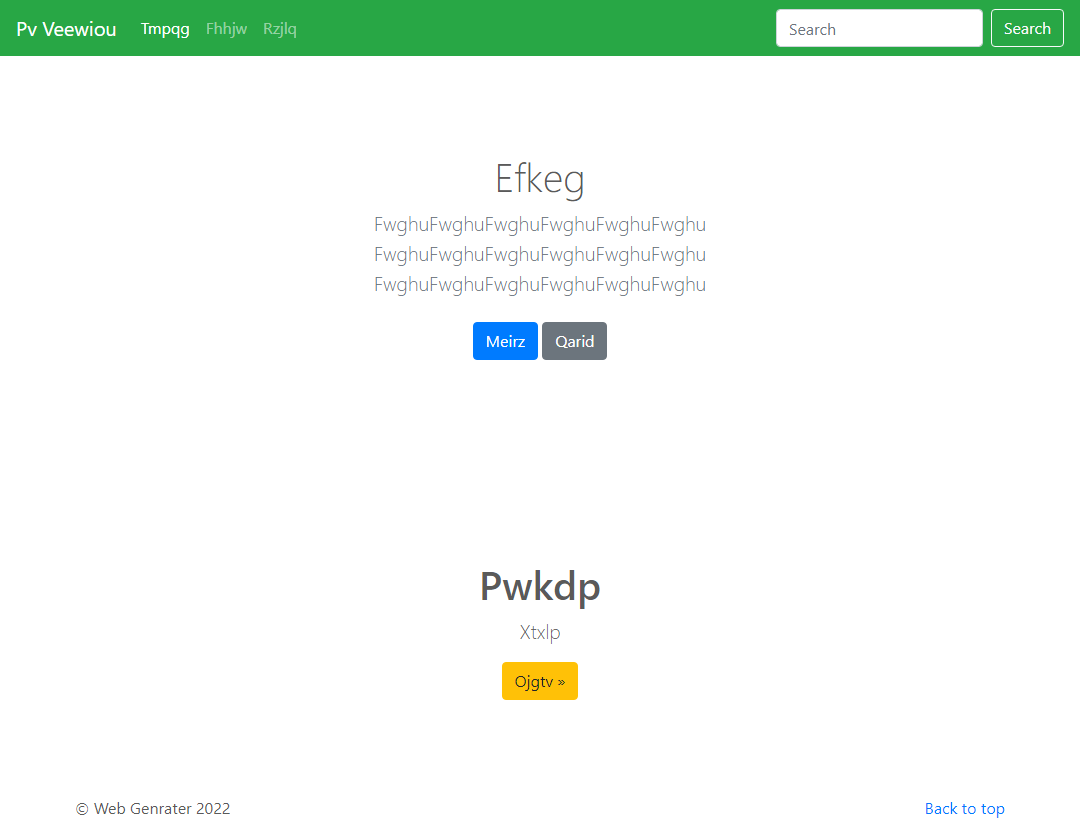 Pv Veewiou Tmpqg Fhhjw Rzjlq Search Search
Efkeg
FwghuFwghuFwghuFwghuFwghuFwghu
FwghuFwghuFwghuFwghuFwghuFwghu
FwghuFwghuFwghuFwghuFwghuFwghu
Meirz Qarid
Pwkdp
Xtxlp
Ojgtv »
© Web Genrater 2022 Back to top